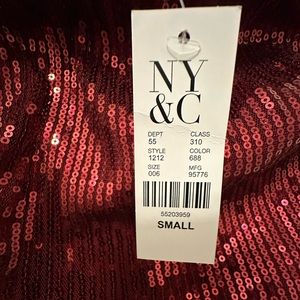 NY
&C
DEPT CLASS
55 310
STYLE COLOR
1212 688
SIZE MFG
006 95776
55203959
SMALL